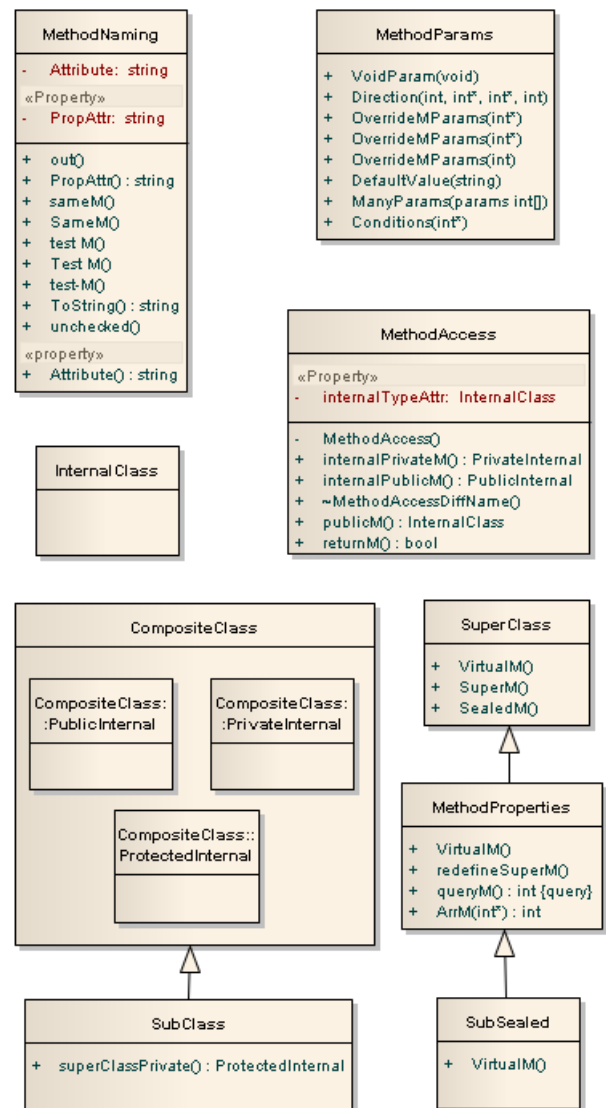 MethodNaming
- Attribute: string
«Property»
- PropAttr: string
+ out()
+ PropAttr() : string
+ sameM()
+ SameM()
+ test M()
+ Test M()
+ test-M()
+ ToString() : string
+ unchecked()
«property»
+ Attribute() : string
MethodParams
+ VoidParam(void)
+ Direction(int, int*, int*, int)
+ OverrideMParams(int*)
+ OverrideMParams(int*)
+ OverrideMParams(int)
+ DefaultValue(string)
+ ManyParams(params int[])
+ Conditions(int*)
MethodAccess
«Property»
- internalTypeAttr: InternalClass
- MethodAccess()
+ internalPrivateM() : PrivateInternal
+ internalPublicM() : PublicInternal
+ ~MethodAccessDiffName()
+ publicM() : InternalClass
+ returnM() : bool
InternalClass
CompositeClass
CompositeClass:
:PublicInternal
CompositeClass:
:PrivateInternal
CompositeClass::
ProtectedInternal
SuperClass
+ VirtualM()
+ SuperM()
+ SealedM()
MethodProperties
+ VirtualM()
+ redefineSuperM()
+ queryM() : int {query}
+ ArrM(int*) : int
SubClass
+ superClassPrivate() : ProtectedInternal
SubSealed
+ VirtualM()